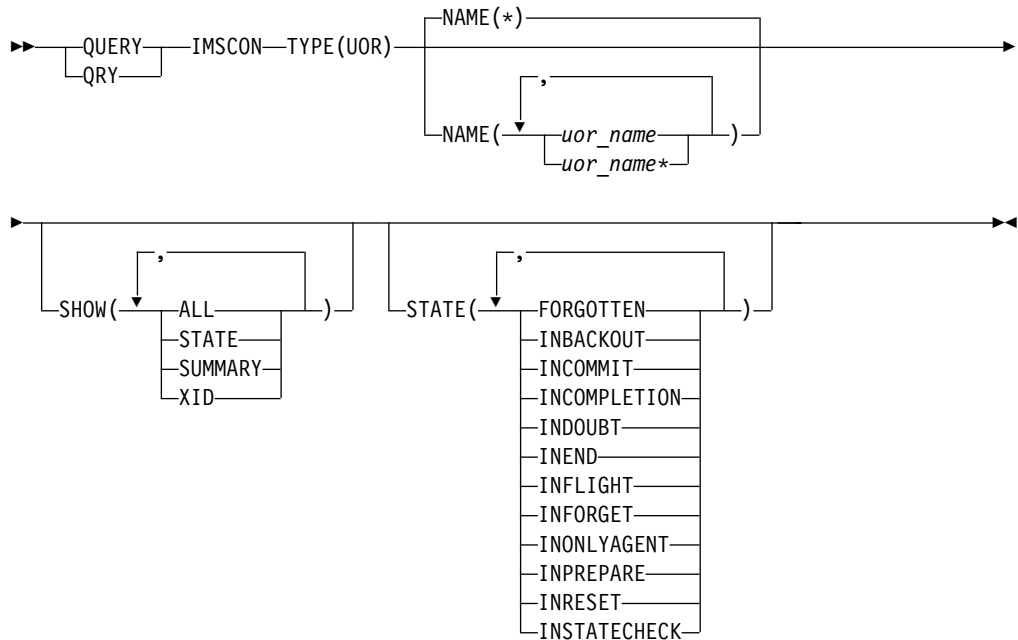 NAME(*)
QUERY IMSCON TYPE(UOR)
QRY
,
NAME( uor_name )
uor_name*
, ,
SHOW( ALL ) STATE( FORGOTTEN )
STATE INBACKOUT
SUMMARY INCOMMIT
XID INCOMPLETION
INDOUBT
INEND
INFLIGHT
INFORGET
INONLYAGENT
INPREPARE
INRESET
INSTATECHECK